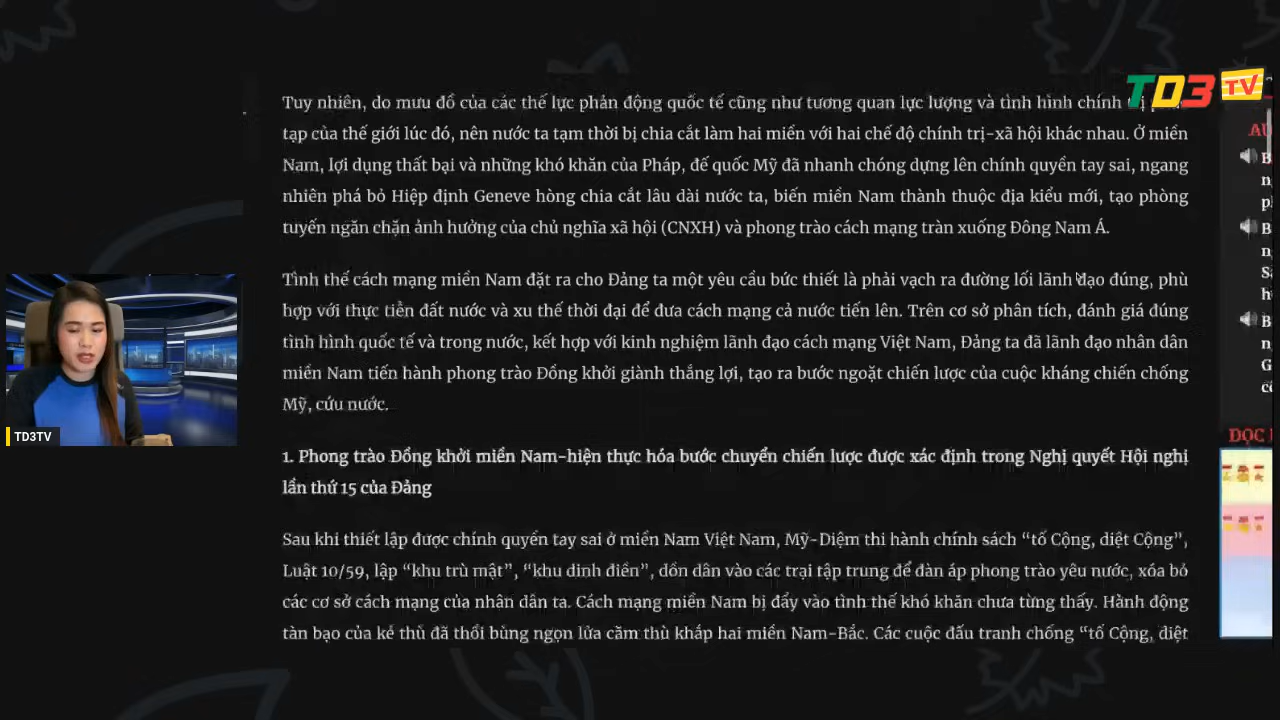 TD3 TV
Tuy nhiên, do mưu đồ của các thế lực phản động quốc tế cũng như tương quan lực lượng và tình hình chính
tạp của thế giới lúc đó, nên nước ta tạm thời bị chia cắt làm hai miền với hai chế độ chính trị-xã hội khác nhau. Ở miền
Nam, lợi dụng thất bại và những khó khăn của Pháp, đế quốc Mỹ đã nhanh chóng dựng lên chính quyền tay sai, ngang
nhiên phá bỏ Hiệp định Geneve hòng chia cắt lâu dài nước ta, biến miền Nam thành thuộc địa kiểu mới, tạo phòng
tuyến ngăn chặn ảnh hưởng của chủ nghĩa xã hội (CNXH) và phong trào cách mạng tràn xuống Đông Nam Á.
Tình thế cách mạng miền Nam đặt ra cho Đảng ta một yêu cầu bức thiết là phải vạch ra đường lối lãnh đạo đúng, phù
hợp với thực tiễn đất nước và xu thế thời đại để đưa cách mạng cả nước tiến lên. Trên cơ sở phân tích, đánh giá đúng
tình hình quốc tế và trong nước, kết hợp với kinh nghiệm lãnh đạo cách mạng Việt Nam, Đảng ta đã lãnh đạo nhân dân
miền Nam tiến hành phong trào Đồng khởi giành thắng lợi, tạo ra bước ngoặt chiến lược của cuộc kháng chiến chống
Mỹ, cứu nước.
1. Phong trào Đồng khởi miền Nam-hiện thực hóa bước chuyển chiến lược được xác định trong Nghị quyết Hội nghị
lần thứ 15 của Đảng
Sau khi thiết lập được chính quyền tay sai ở miền Nam Việt Nam, Mỹ-Diệm thi hành chính sách “tố Cộng, diệt Cộng”,
Luật 10/59, lập “khu trù mật”, “khu dinh điền”, dồn dân vào các trại tập trung để đàn áp phong trào yêu nước, xóa bỏ
các cơ sở cách mạng của nhân dân ta. Cách mạng miền Nam bị đẩy vào tình thế khó khăn chưa từng thấy. Hành động
tàn bạo của kẻ thù đã thổi bùng ngọn lửa căm thù khắp hai miền Nam-Bắc. Các cuộc đấu tranh chống “tố Cộng, diệt
TD3TV